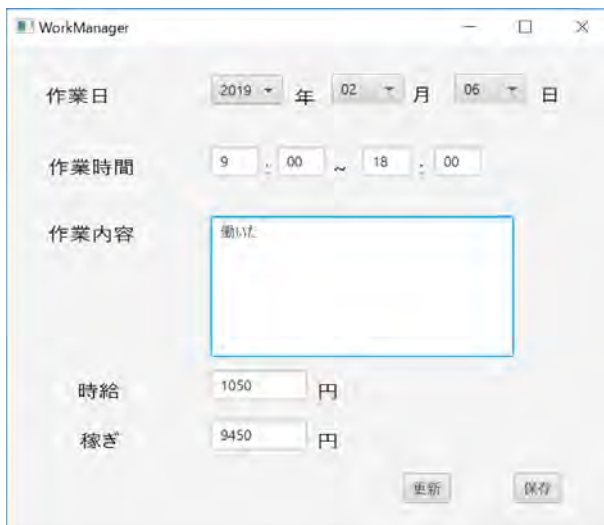 WorkManager
作業日 2019 年 02 月 06 日
作業時間 9 : 00 ~ 18 : 00
作業内容 働いた
時給 1050 円
稼ぎ 9450 円
更新 保存